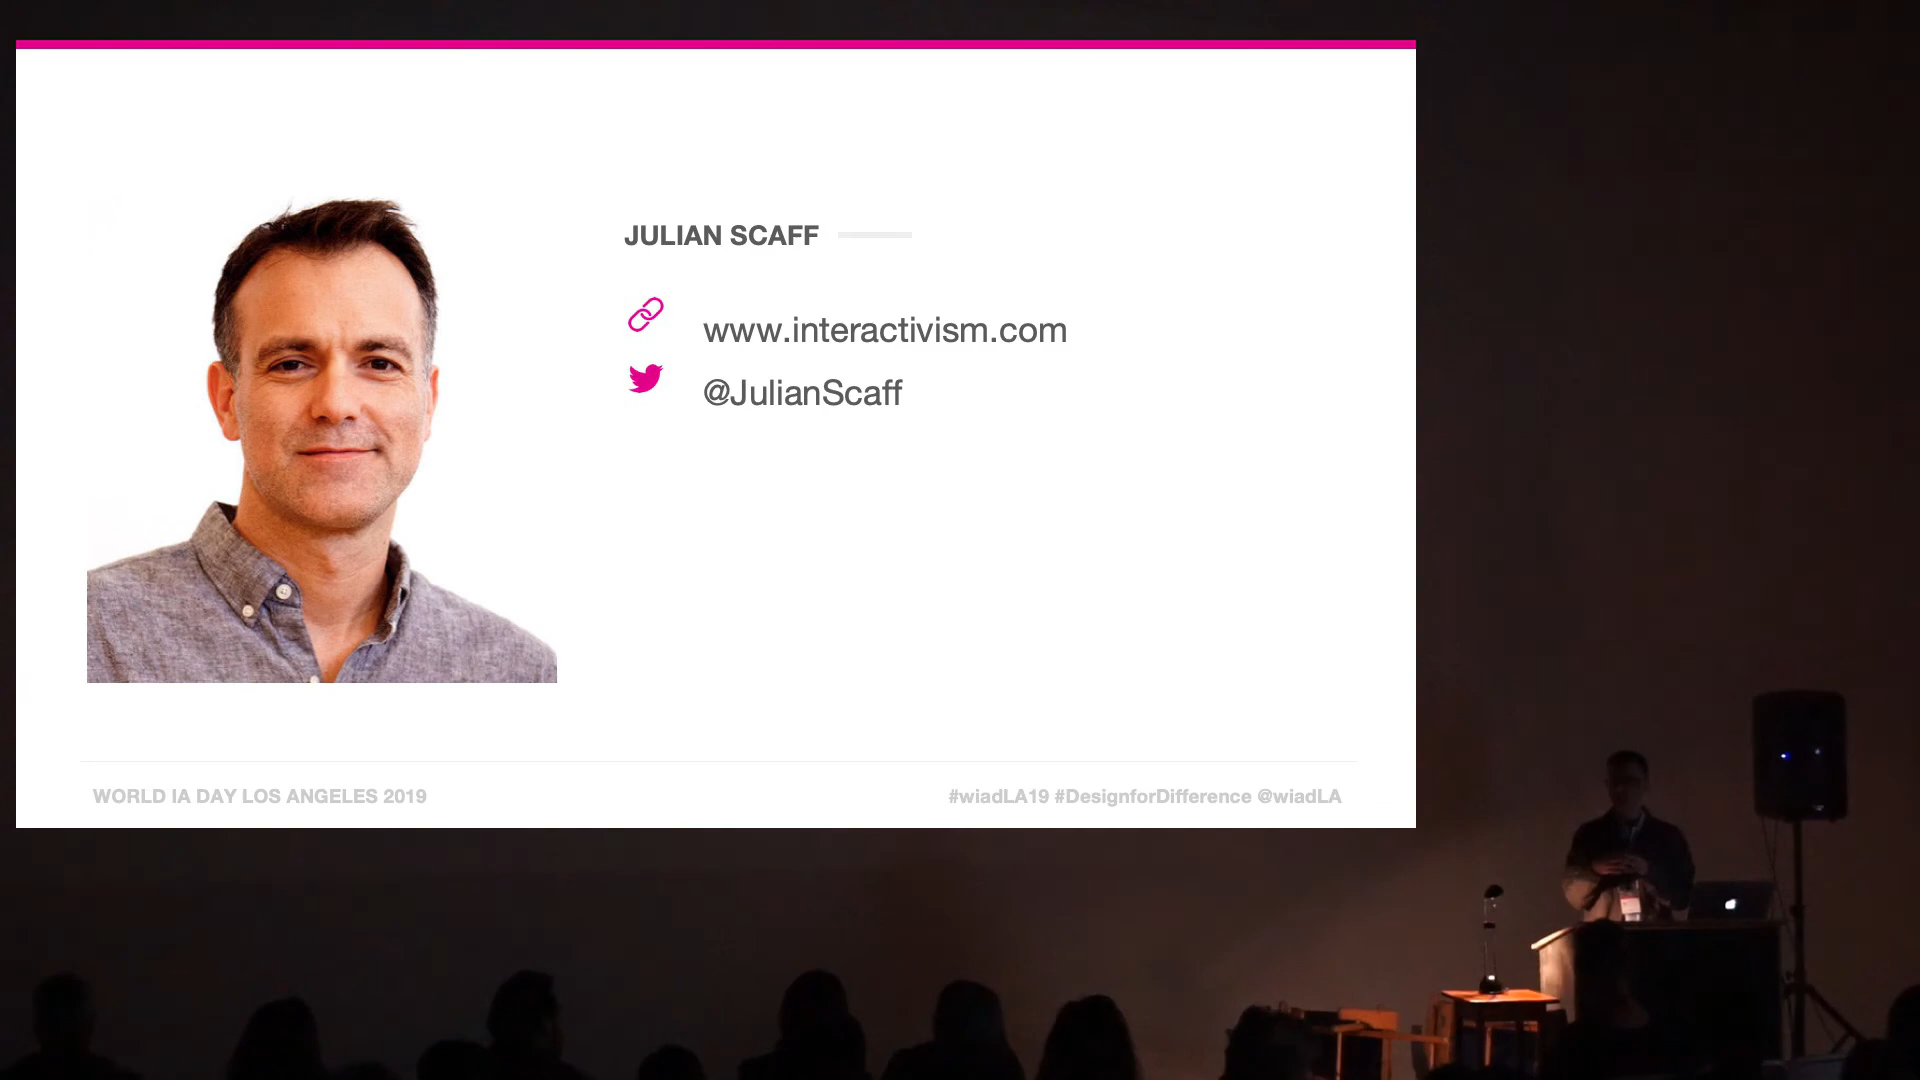 JULIAN SCAFF
www.interactivism.com
@JulianScaff
WORLD IA DAY LOS ANGELES 2019
#wiadLA19 #DesignforDifference @wiadLA